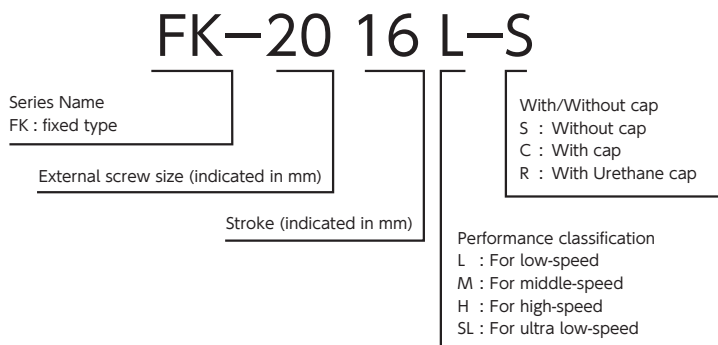 FK−20 16 L−S
Series Name
FK : fixed type
External screw size (indicated in mm)
Stroke (indicated in mm)
With/Without cap
S : Without cap
C : With cap
R : With Urethane cap
Performance classification
L : For low-speed
M : For middle-speed
H : For high-speed
SL : For ultra low-speed